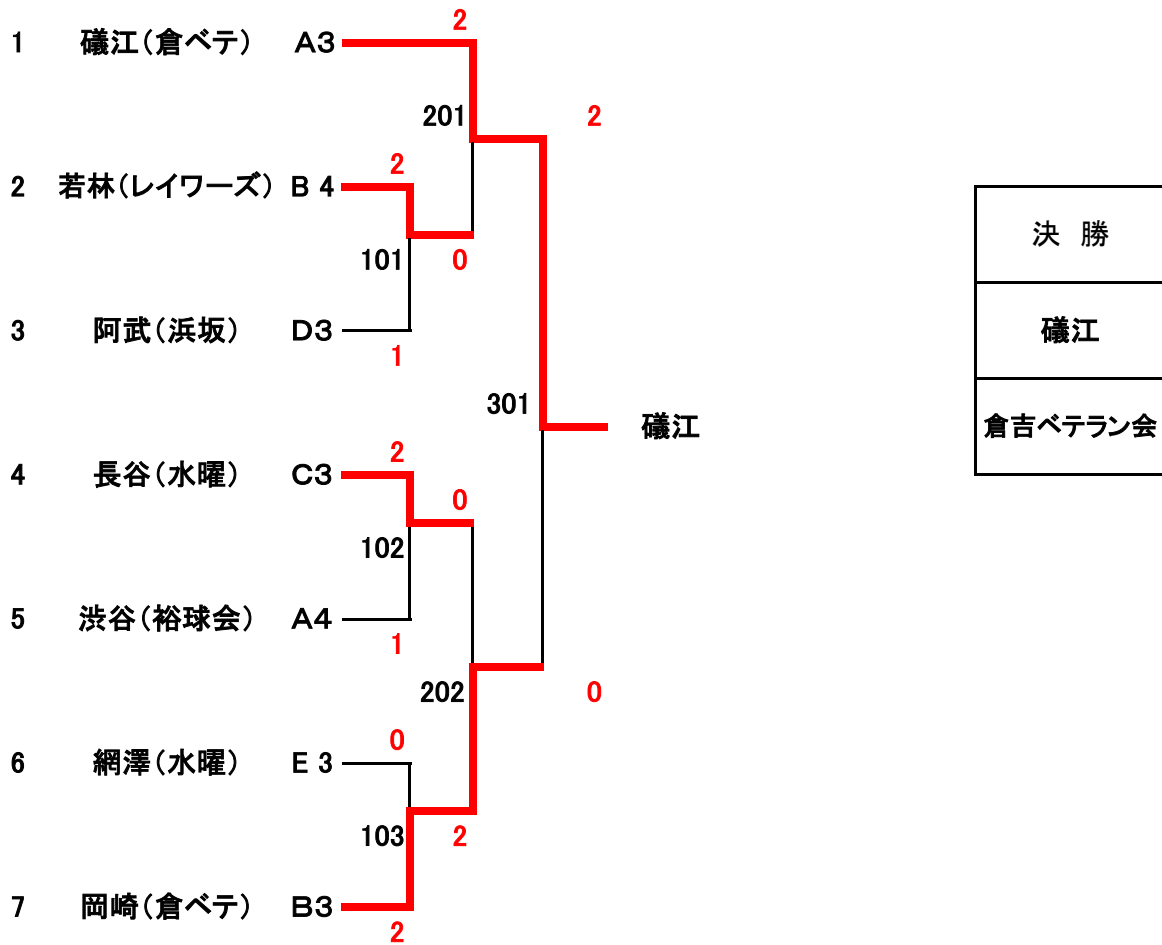 2
1 礒江（倉ベテ） A3
201 2
2
2 若林（レイワーズ） B 4
決 勝
101 0
3 阿武（浜坂） D3
礒江
1
301
礒江
倉吉ベテラン会
2
4 長谷（水曜） C3
0
102
5 渋谷（裕球会） A4
1
202 0
0
6 網澤（水曜） E 3
103 2
7 岡崎（倉ベテ） B3
2